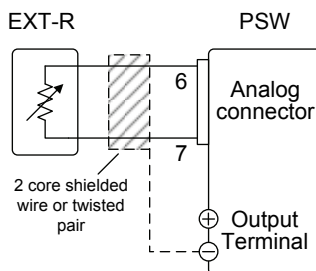 EXT-R
PSW
6
Analog
connector
7
2 core shielded
wire or twisted
pair
Output
Terminal